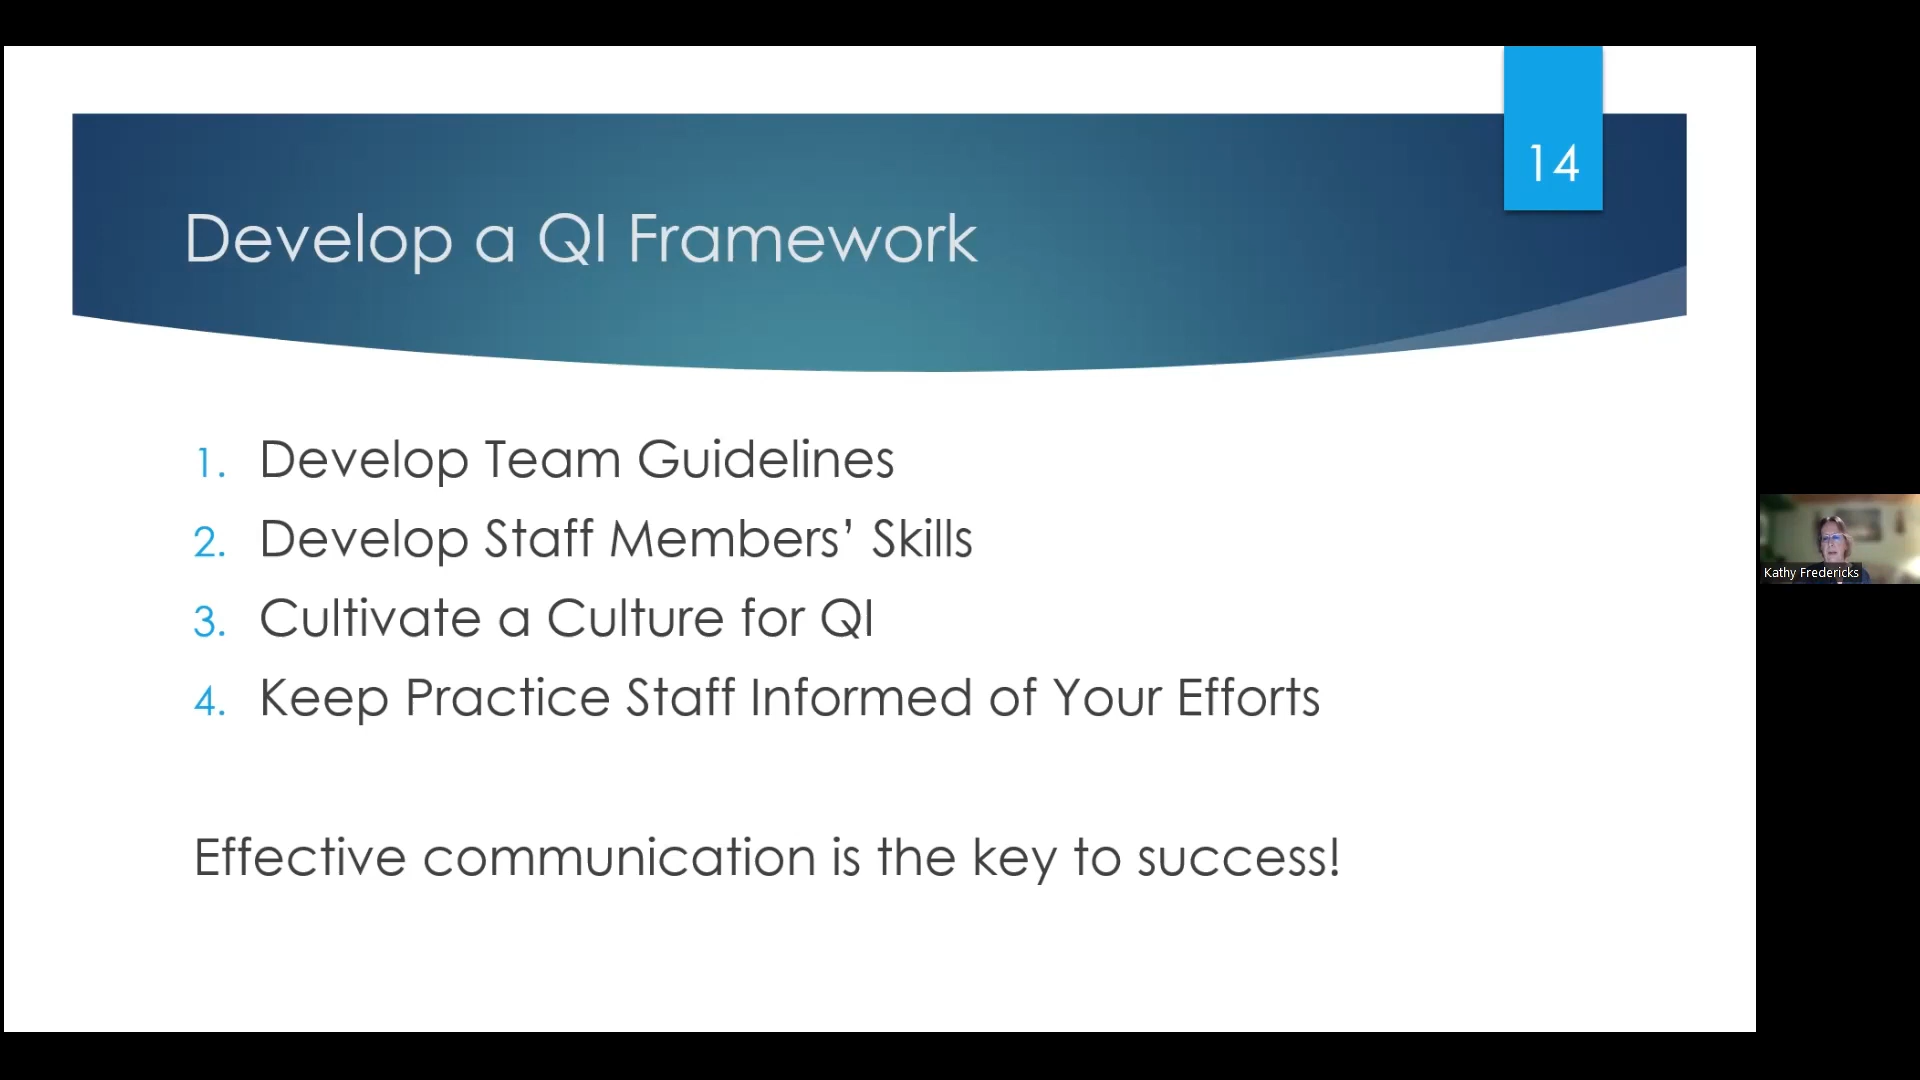 14
Develop a QI Framework
1. Develop Team Guidelines
2. Develop Staff Members’ Skills
3. Cultivate a Culture for QI
4. Keep Practice Staff Informed of Your Efforts
Effective communication is the key to success!
Kathy Fredericks